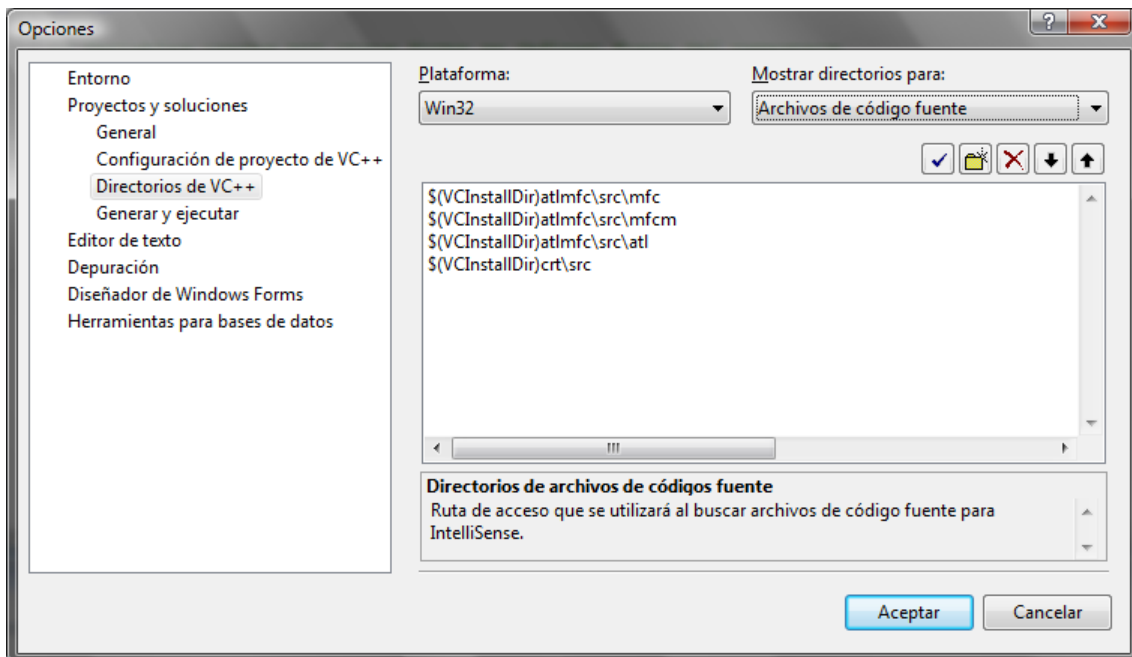 Opciones
Entorno
Proyectos y soluciones
General
Configuración de proyecto de VC++
Directorios de VC++
Generar y ejecutar
Editor de texto
Depuración
Diseñador de Windows Forms
Herramientas para bases de datos
Plataforma:
Win32
Mostrar directorios para:
Archivos de código fuente
$(VCInstallDir)atlmfc\src\mfc
$(VCInstallDir)atlmfc\src\mfcm
$(VCInstallDir)atlmfc\src\atl
$(VCInstallDir)crt\src
Directorios de archivos de códigos fuente
Ruta de acceso que se utilizará al buscar archivos de código fuente para
IntelliSense.
Aceptar
Cancelar